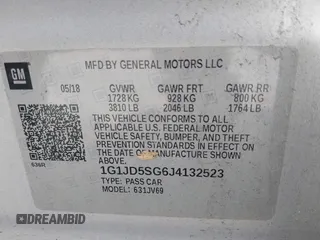 GM
MFD BY GENERAL MOTORS LLC
05/18 GVWR GAWR FRT GAWR RR
1728 KG 928 KG 800 KG
3810 LB 2046 LB 1764 LB
THIS VEHICLE CONFORMS TO ALL
APPLICABLE U.S. FEDERAL MOTOR
VEHICLE SAFETY, BUMPER, AND THEFT
PREVENTION STANDARDS IN EFFECT ON
THE DATE OF MANUFACTURE SHOWN ABOVE.
1G1JD5SG6J4132523
TYPE: PASS CAR
MODEL: 631JV69